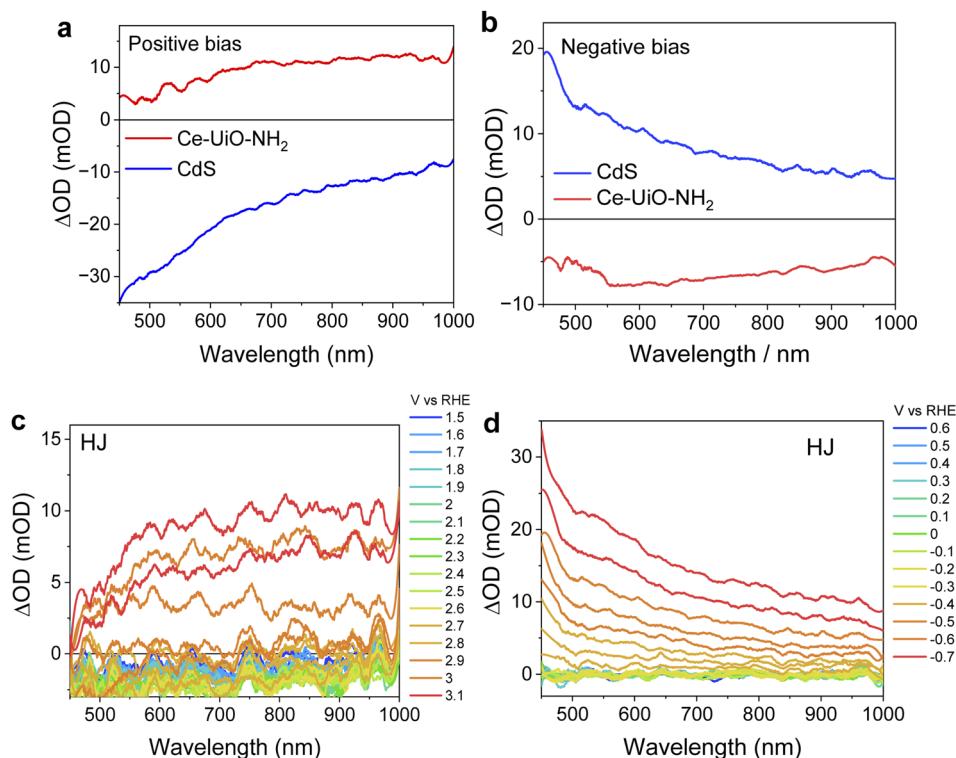 a
Positive bias
10
0
−10
−20
−30
ΔOD (mOD)
Ce-UiO-NH2
CdS
500 600 700 800 900 1000
Wavelength (nm)
b
Negative bias
20
10
0
−10
ΔOD (mOD)
CdS
Ce-UiO-NH2
500 600 700 800 900 1000
Wavelength / nm
c
HJ
15
10
5
0
ΔOD (mOD)
500 600 700 800 900 1000
Wavelength (nm)
V vs RHE
1.5
1.6
1.7
1.8
1.9
2
2.1
2.2
2.3
2.4
2.5
2.6
2.7
2.8
2.9
3
3.1
d
HJ
30
20
10
0
ΔOD (mOD)
500 600 700 800 900 1000
Wavelength (nm)
V vs RHE
0.6
0.5
0.4
0.3
0.2
0.1
0
-0.1
-0.2
-0.3
-0.4
-0.5
-0.6
-0.7